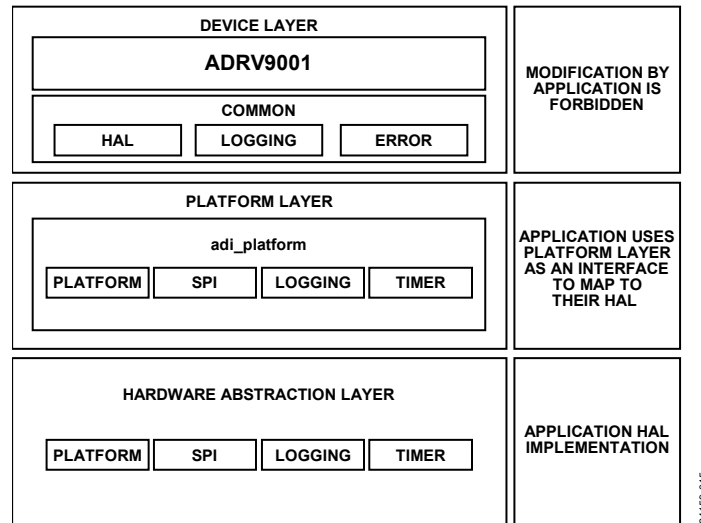 DEVICE LAYER
ADRV9001
COMMON
HAL
LOGGING
ERROR
MODIFICATION BY
APPLICATION IS
FORBIDDEN
PLATFORM LAYER
adi_platform
PLATFORM
SPI
LOGGING
TIMER
APPLICATION USES
PLATFORM LAYER
AS AN INTERFACE
TO MAP TO
THEIR HAL
HARDWARE ABSTRACTION LAYER
PLATFORM
SPI
LOGGING
TIMER
APPLICATION HAL
IMPLEMENTATION